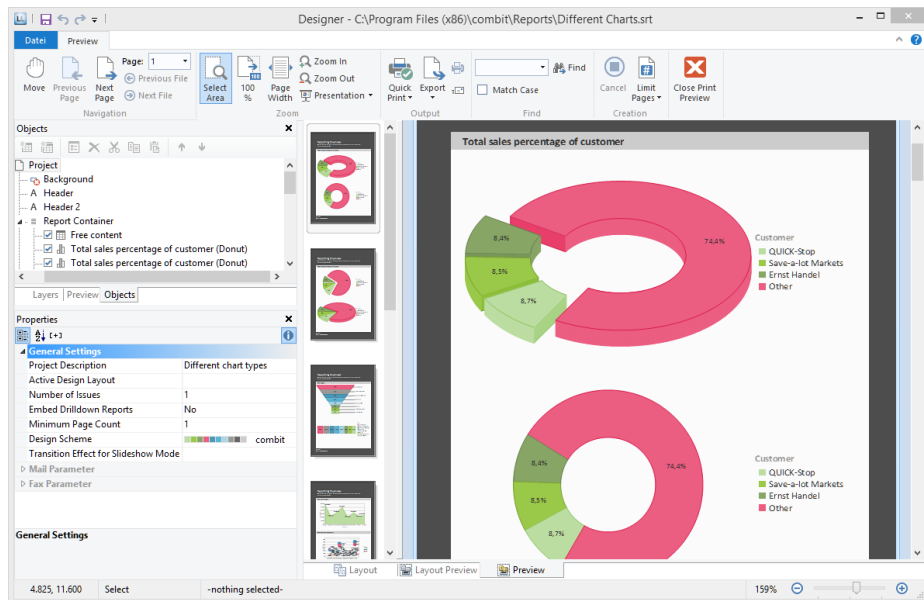 Designer - C:\Program Files (x86)\combit\Reports\Different Charts.srt
Datei Preview
Move
Previous Page
Next Page
Page: 1
Previous File
Next File
Navigation
Select Area
100 %
Page Width
Zoom In
Zoom Out
Presentation
Zoom
Quick Print
Export
Output
Find
Match Case
Find
Cancel
Limit Pages
Creation
Close Print Preview
Objects
Project
Background
A Header
A Header 2
Report Container
Free content
Total sales percentage of customer (Donut)
Total sales percentage of customer (Donut)
Layers Preview Objects
Properties
General Settings
Project Description Different chart types
Active Design Layout
Number of Issues 1
Embed Drilldown Reports No
Minimum Page Count 1
Design Scheme combit
Transition Effect for Slideshow Mode
Mail Parameter
Fax Parameter
General Settings
Total sales percentage of customer
8,4%
8,5%
8,7%
74,4%
Customer
QUICK-Stop
Save-a-lot Markets
Ernst Handel
Other
8,4%
8,5%
8,7%
74,4%
Customer
QUICK-Stop
Save-a-lot Markets
Ernst Handel
Other
Layout Layout Preview Preview
4.825, 11.600 Select -nothing selected- 159%